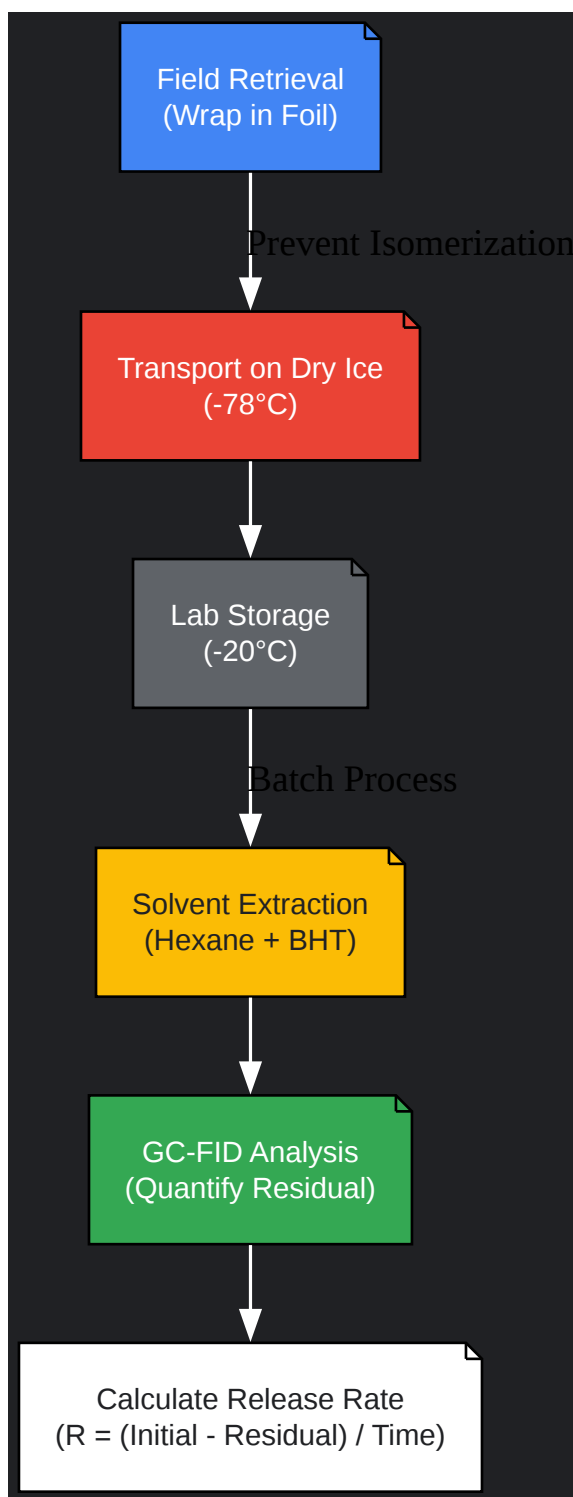 Field Retrieval
(Wrap in Foil)
Prevent Isomerization
Transport on Dry Ice
(-78°C)
Lab Storage
(-20°C)
Batch Process
Solvent Extraction
(Hexane + BHT)
GC-FID Analysis
(Quantify Residual)
Calculate Release Rate
(R = (Initial - Residual) / Time)